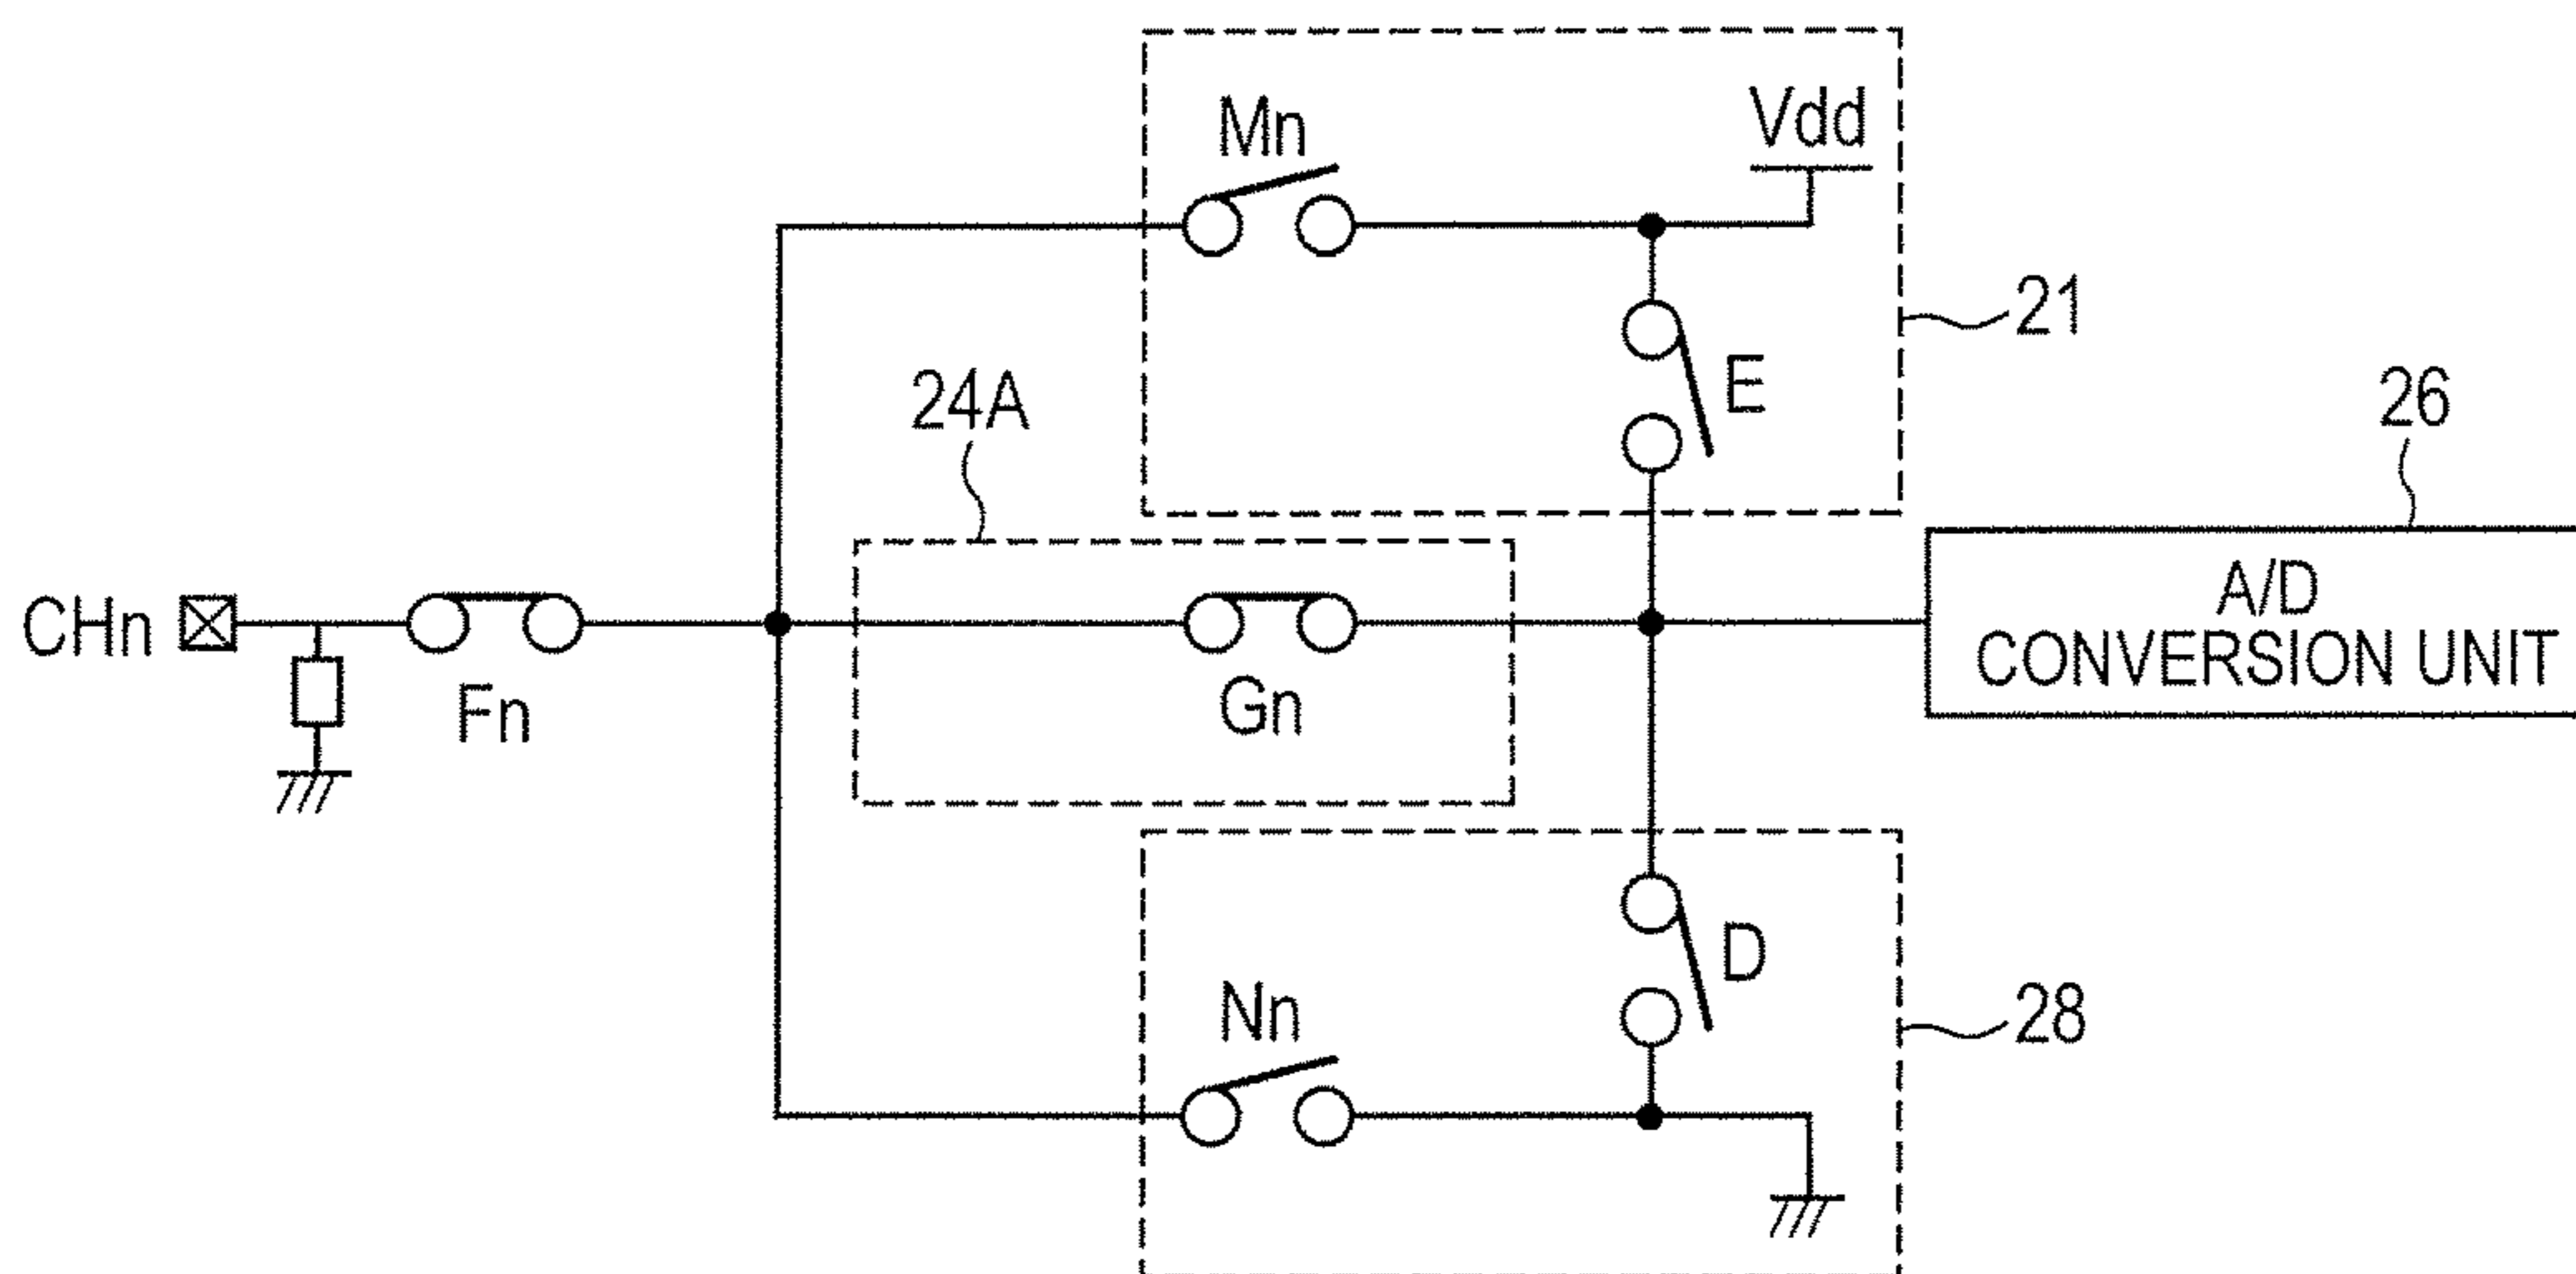 Mn
Vdd
21
E
24A
26
CHn
Fn
Gn
A/D
CONVERSION UNIT
D
Nn
28